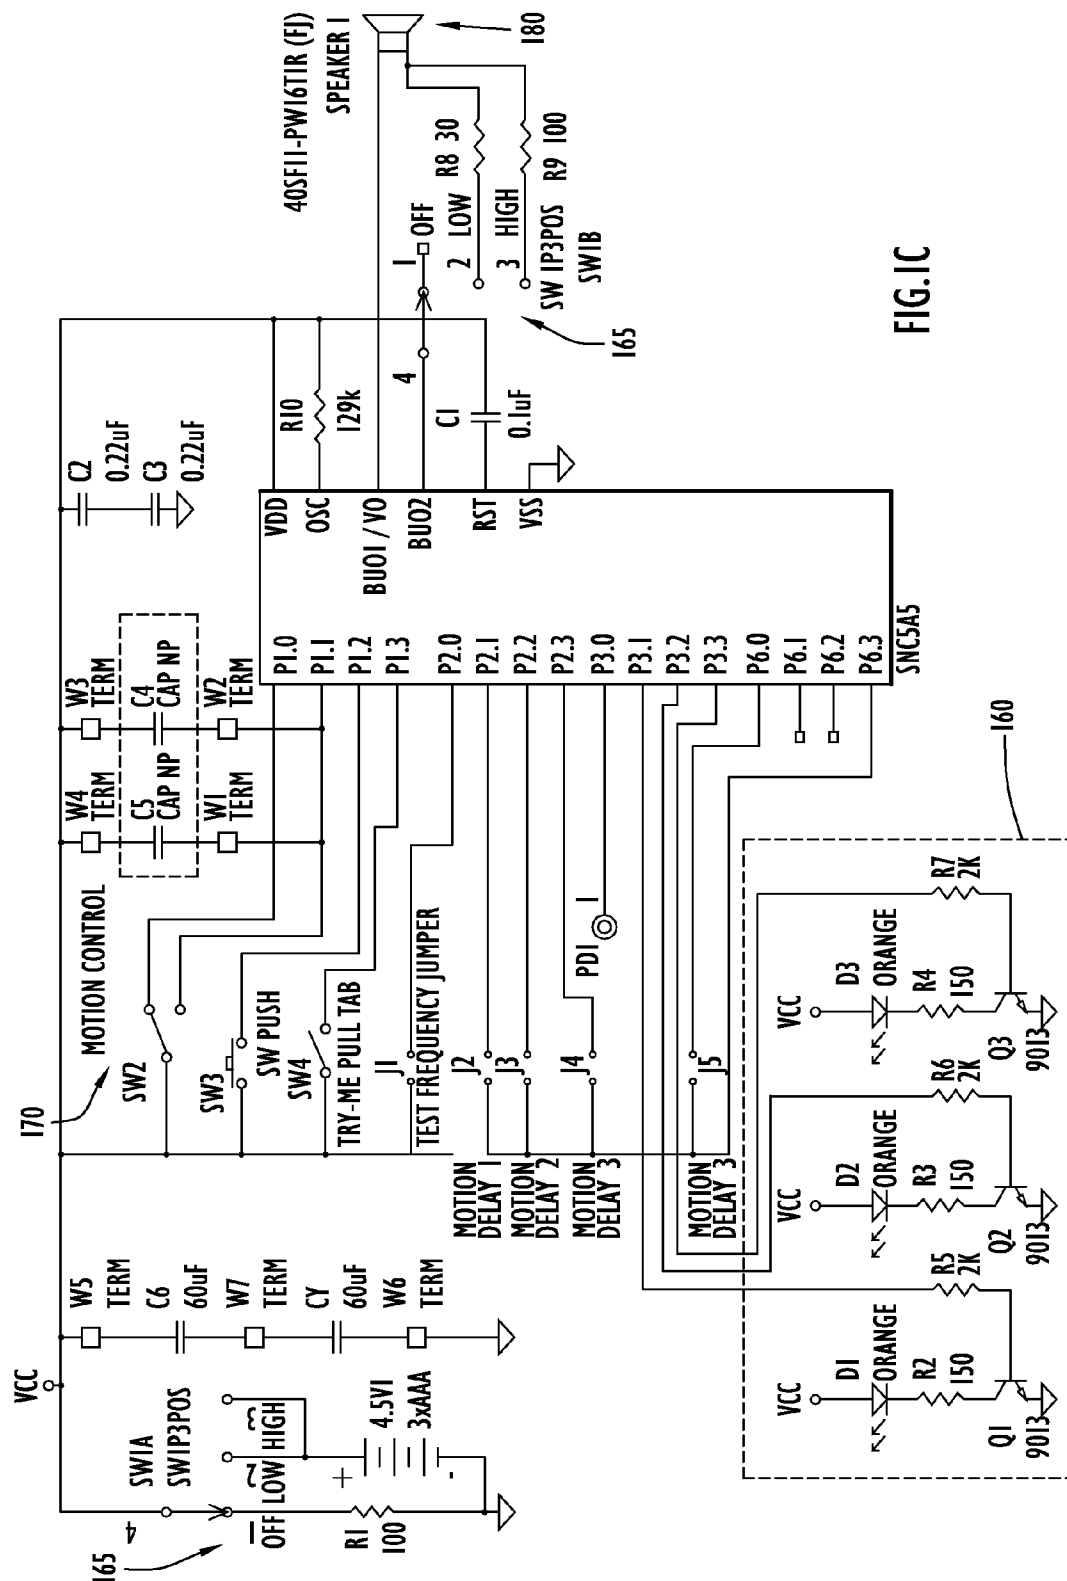 165
4
SW1A
SW1P3POS
1
2
3
OFF LOW HIGH
R1
100
+
4.5V1
3xAAA
-
VCC
W5
TERM
C6
60uF
W7
TERM
CY
60uF
W6
TERM
170
MOTION CONTROL
SW2
SW3
SW PUSH
SW4
TRY-ME PULL TAB
J1
TEST FREQUENCY JUMPER
J2
MOTION
DELAY 1
J3
MOTION
DELAY 2
J4
MOTION
DELAY 3
J5
MOTION
DELAY 3
PD1
1
W4
TERM
C5
CAP NP
W1
TERM
W3
TERM
C4
CAP NP
W2
TERM
C2
0.22uF
C3
0.22uF
P1.0
P1.1
P1.2
P1.3
P2.0
P2.1
P2.2
P2.3
P3.0
P3.1
P3.2
P3.3
P6.0
P6.1
P6.2
P6.3
VDD
OSC
BUO1 / VO
BUO2
RST
VSS
SNC5A5
R10
129k
C1
0.1uF
4
1
OFF
2
LOW
3
HIGH
SW 1P3POS
SW1B
165
R8 30
R9 100
40SF11-PW16T1R (FJ)
SPEAKER 1
180
160
VCC
D1
ORANGE
R2
150
R5
2K
Q1
9013
VCC
D2
ORANGE
R3
150
R6
2K
Q2
9013
VCC
D3
ORANGE
R4
150
R7
2K
Q3
9013
FIG.1C